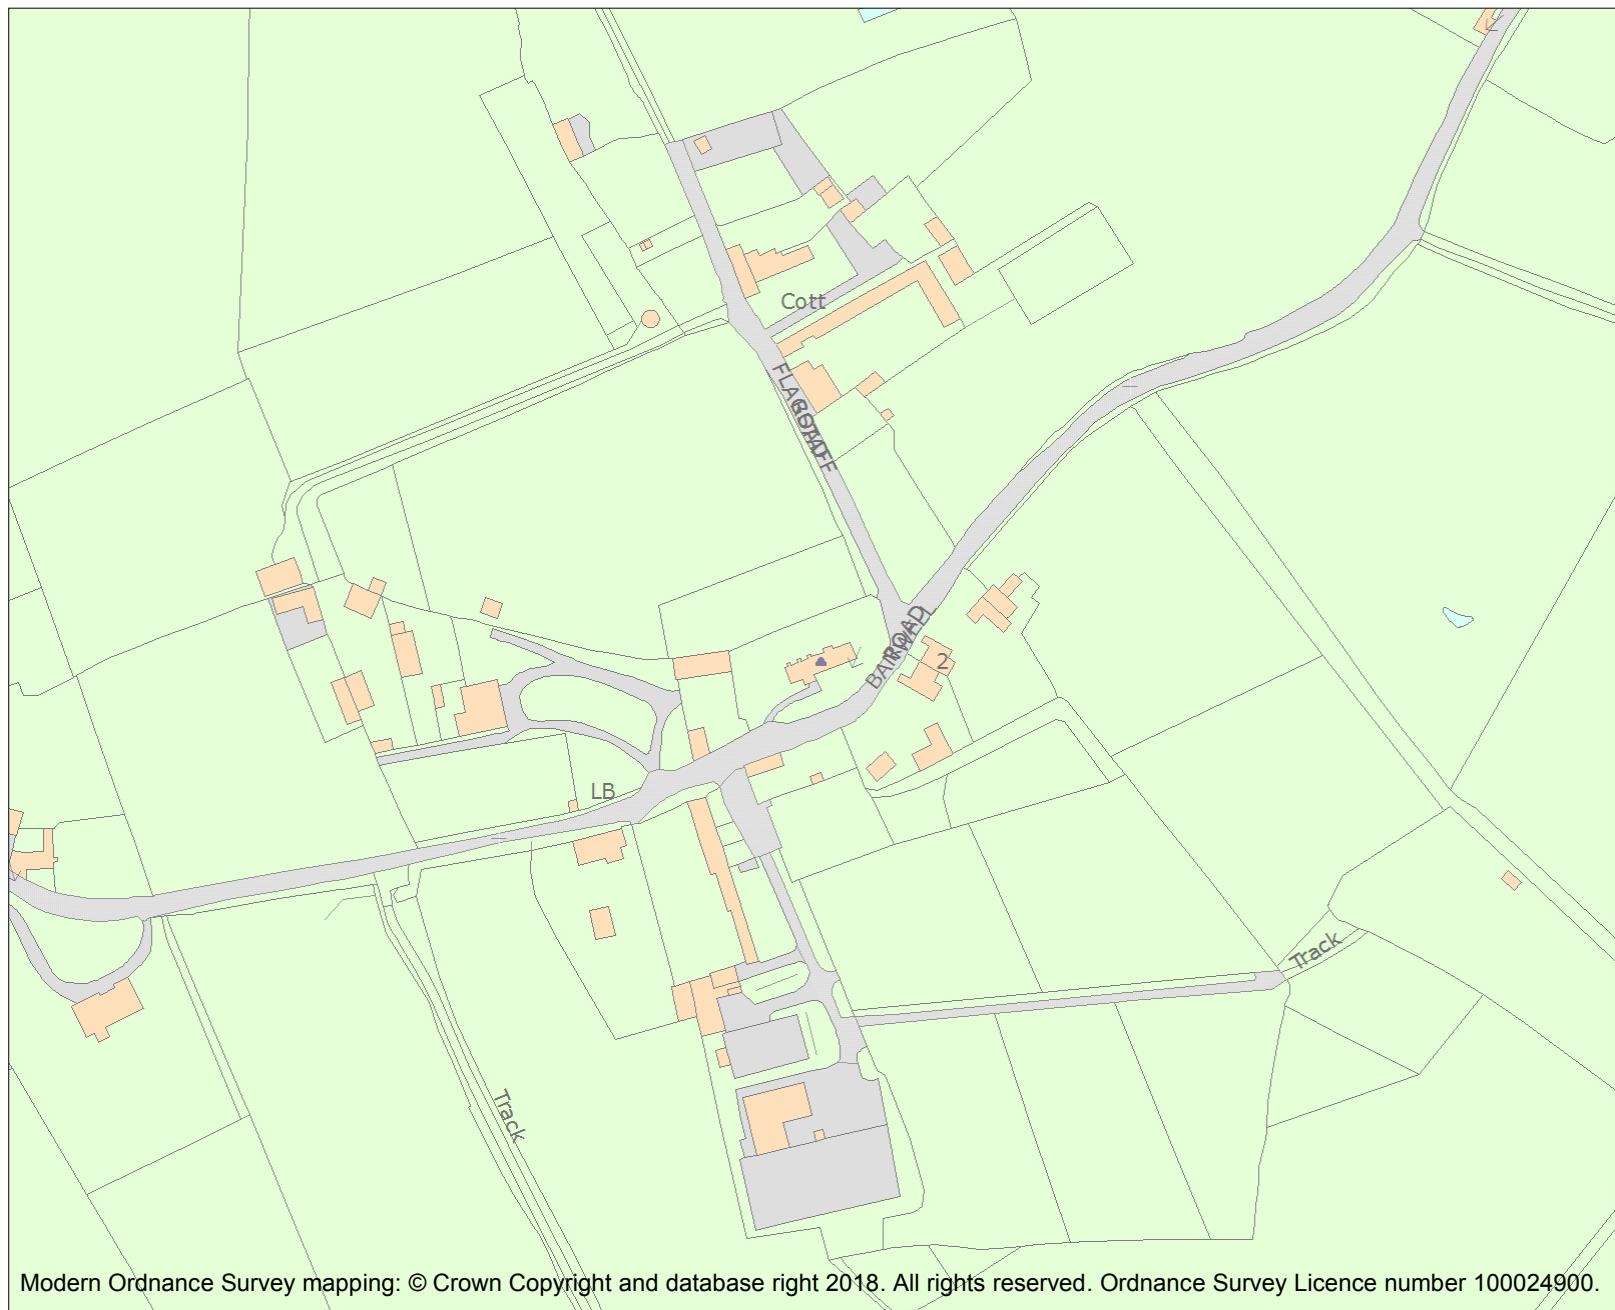 Cott
FLAGSTAFF
ROAD
ROAD
BARWELL
2
LB
Track
Track
Modern Ordnance Survey mapping: © Crown Copyright and database right 2018. All rights reserved. Ordnance Survey Licence number 100024900.